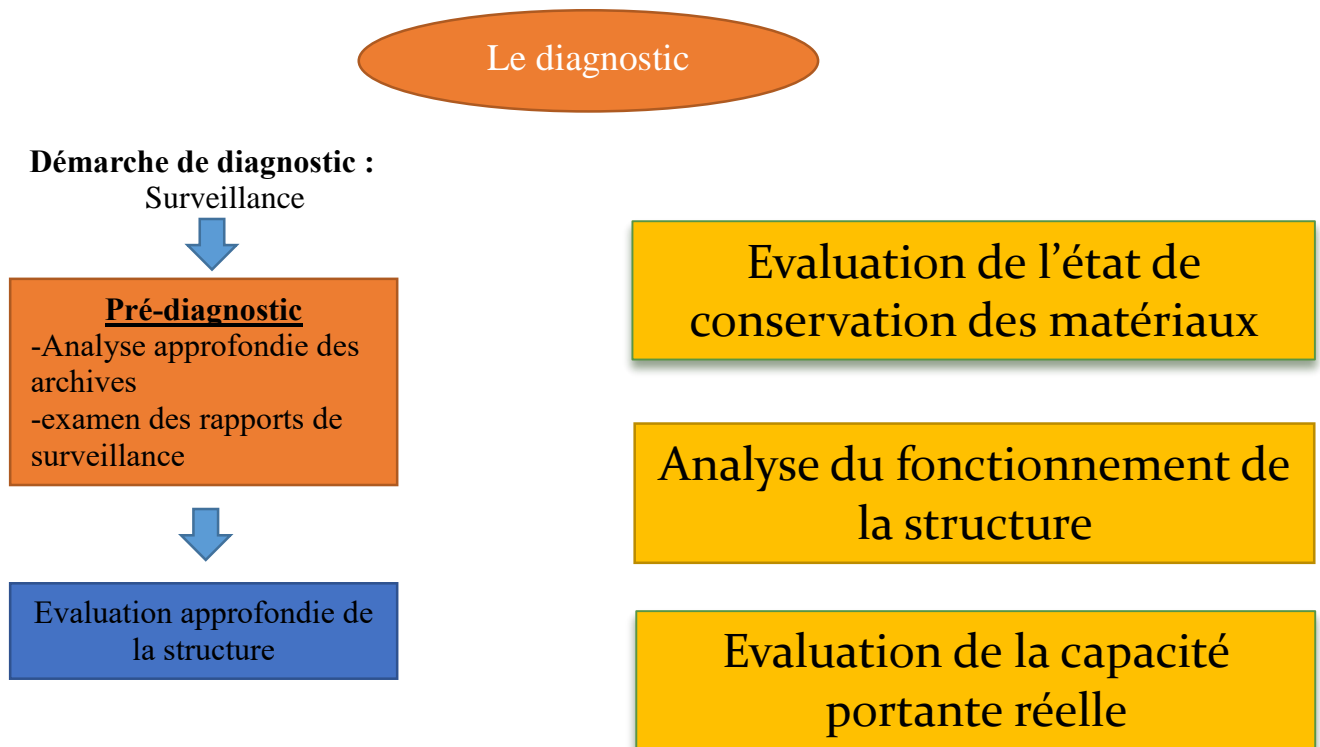 Le diagnostic
Démarche de diagnostic :
Surveillance
Pré-diagnostic
-Analyse approfondie des
archives
-examen des rapports de
surveillance
Evaluation approfondie de
la structure
Evaluation de l’état de
conservation des matériaux
Analyse du fonctionnement de
la structure
Evaluation de la capacité
portante réelle